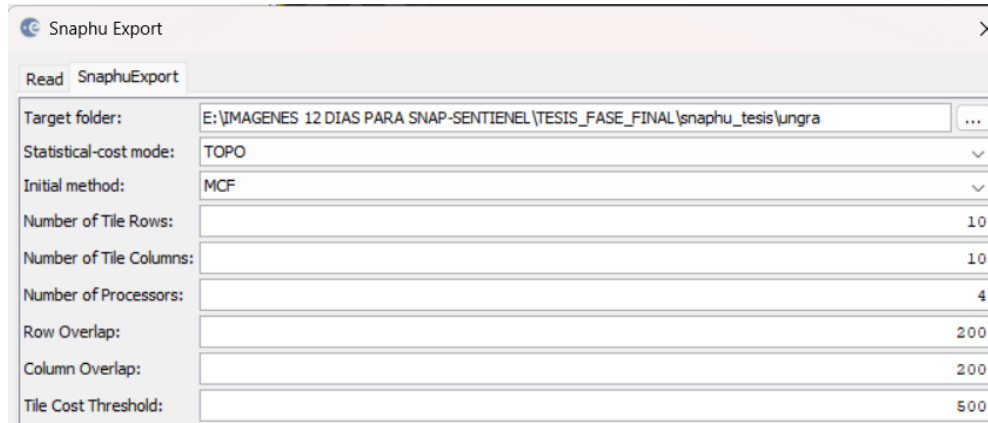 Snaphu Export
Read SnaphuExport
Target folder: E:\IMAGENES 12 DIAS PARA SNAP-SENTIENEL\TESIS_FASE_FINAL\snaphu_tesis\ungra ...
Statistical-cost mode: TOPO
Initial method: MCF
Number of Tile Rows: 10
Number of Tile Columns: 10
Number of Processors: 4
Row Overlap: 200
Column Overlap: 200
Tile Cost Threshold: 500